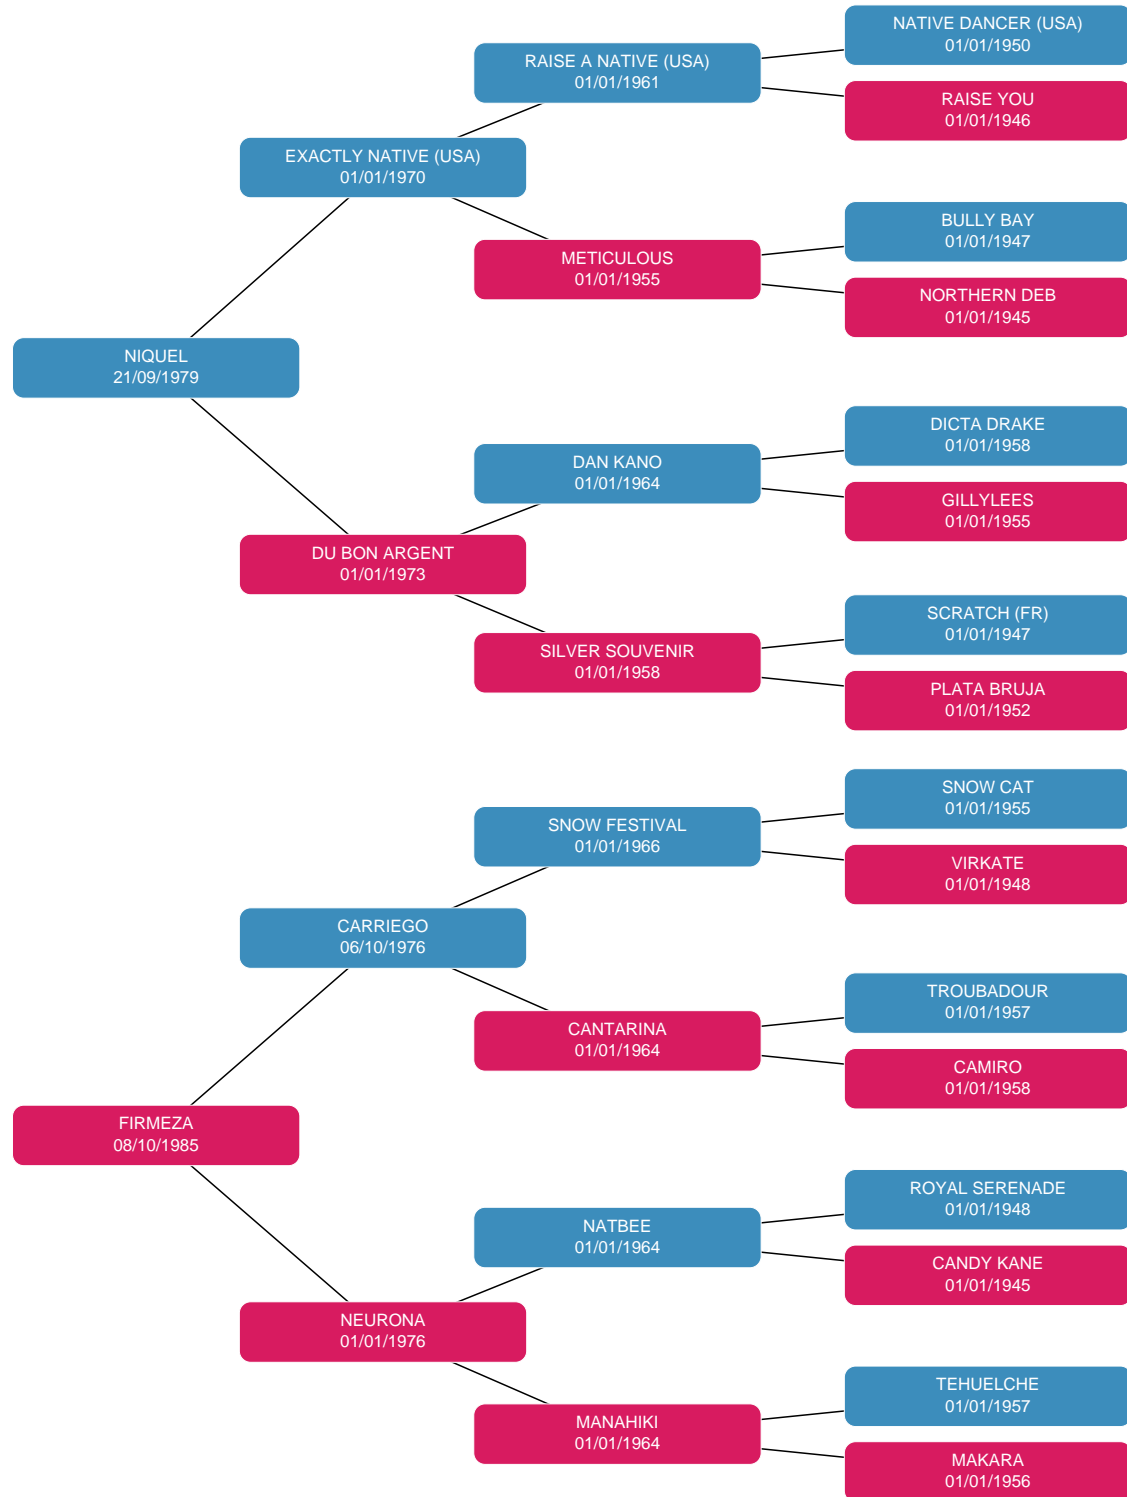 NATIVE DANCER (USA)
01/01/1950
RAISE A NATIVE (USA)
01/01/1961
RAISE YOU
01/01/1946
EXACTLY NATIVE (USA)
01/01/1970
BULLY BAY
01/01/1947
METICULOUS
01/01/1955
NORTHERN DEB
01/01/1945
NIQUEL
21/09/1979
DICTA DRAKE
01/01/1958
DAN KANO
01/01/1964
GILLYLEES
01/01/1955
DU BON ARGENT
01/01/1973
SCRATCH (FR)
01/01/1947
SILVER SOUVENIR
01/01/1958
PLATA BRUJA
01/01/1952
SNOW CAT
01/01/1955
SNOW FESTIVAL
01/01/1966
VIRKATE
01/01/1948
CARRIEGO
06/10/1976
TROUBADOUR
01/01/1957
CANTARINA
01/01/1964
CAMIRO
01/01/1958
FIRMEZA
08/10/1985
ROYAL SERENADE
01/01/1948
NATBEE
01/01/1964
CANDY KANE
01/01/1945
NEURONA
01/01/1976
TEHUELCHE
01/01/1957
MANAHIKI
01/01/1964
MAKARA
01/01/1956